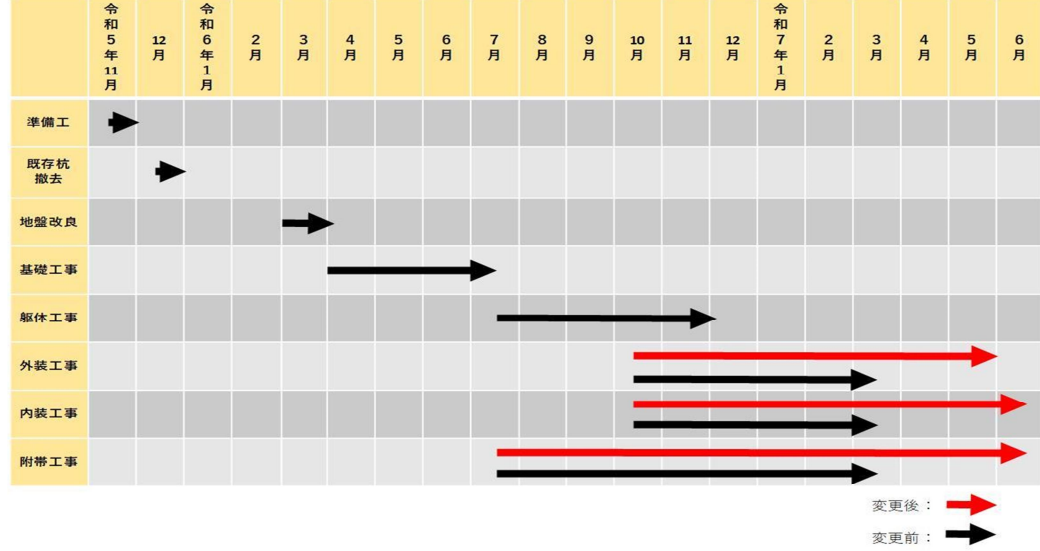 令和5年11月 12月 令和6年1月 2月 3月 4月 5月 6月 7月 8月 9月 10月 11月 12月 令和7年1月 2月 3月 4月 5月 6月
準備工
既存杭
撤去
地盤改良
基礎工事
躯体工事
外装工事
内装工事
附帯工事
変更後：
変更前：